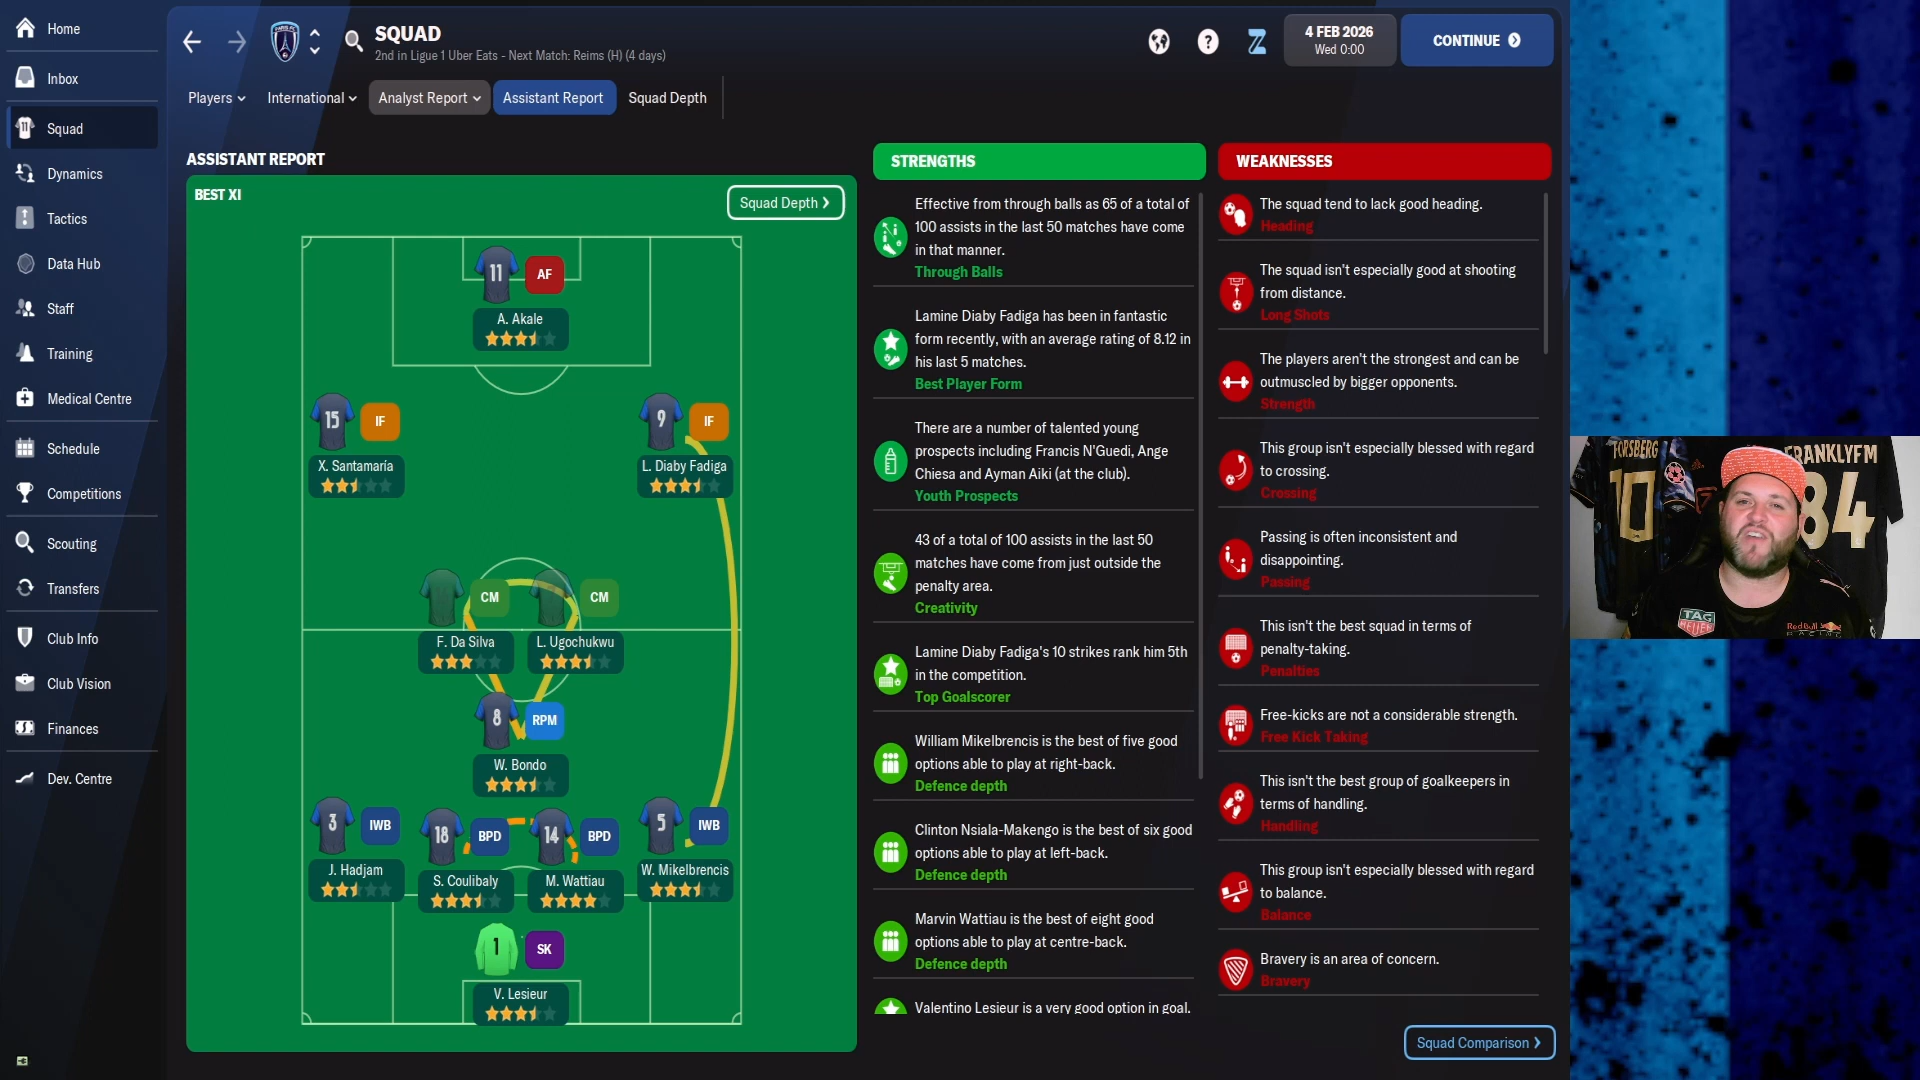 Home
Inbox
Squad
Dynamics
Tactics
Data Hub
Staff
Training
Medical Centre
Schedule
Competitions
Scouting
Transfers
Club Info
Club Vision
Finances
Dev. Centre
SQUAD
2nd in Ligue 1 Uber Eats - Next Match: Reims (H) (4 days)
4 FEB 2026
Wed 0:00
CONTINUE
Players
International
Analyst Report
Assistant Report
Squad Depth
ASSISTANT REPORT
BEST XI
Squad Depth
11 AF
A. Akale
15 IF
X. Santamaría
9 IF
L. Diaby Fadiga
CM
F. Da Silva
CM
L. Ugochukwu
8 RPM
W. Bondo
3 IWB
J. Hadjam
18 BPD
S. Coulibaly
14 BPD
M. Wattiau
5 IWB
W. Mikelbrencis
1 SK
V. Lesieur
STRENGTHS
Effective from through balls as 65 of a total of
100 assists in the last 50 matches have come
in that manner.
Through Balls
Lamine Diaby Fadiga has been in fantastic
form recently, with an average rating of 8.12 in
his last 5 matches.
Best Player Form
There are a number of talented young
prospects including Francis N'Guedi, Ange
Chiesa and Ayman Aiki (at the club).
Youth Prospects
43 of a total of 100 assists in the last 50
matches have come from just outside the
penalty area.
Creativity
Lamine Diaby Fadiga's 10 strikes rank him 5th
in the competition.
Top Goalscorer
William Mikelbrencis is the best of five good
options able to play at right-back.
Defence depth
Clinton Nsiala-Makengo is the best of six good
options able to play at left-back.
Defence depth
Marvin Wattiau is the best of eight good
options able to play at centre-back.
Defence depth
Valentino Lesieur is a very good option in goal.
WEAKNESSES
The squad tend to lack good heading.
Heading
The squad isn't especially good at shooting
from distance.
Long Shots
The players aren't the strongest and can be
outmuscled by bigger opponents.
Strength
This group isn't especially blessed with regard
to crossing.
Crossing
Passing is often inconsistent and
disappointing.
Passing
This isn't the best squad in terms of
penalty-taking.
Penalties
Free-kicks are not a considerable strength.
Free Kick Taking
This isn't the best group of goalkeepers in
terms of handling.
Handling
This group isn't especially blessed with regard
to balance.
Balance
Bravery is an area of concern.
Bravery
Squad Comparison
FORSBERG
10
FRANKLYFM
84
TAG
HEUER
Red Bull
RACING